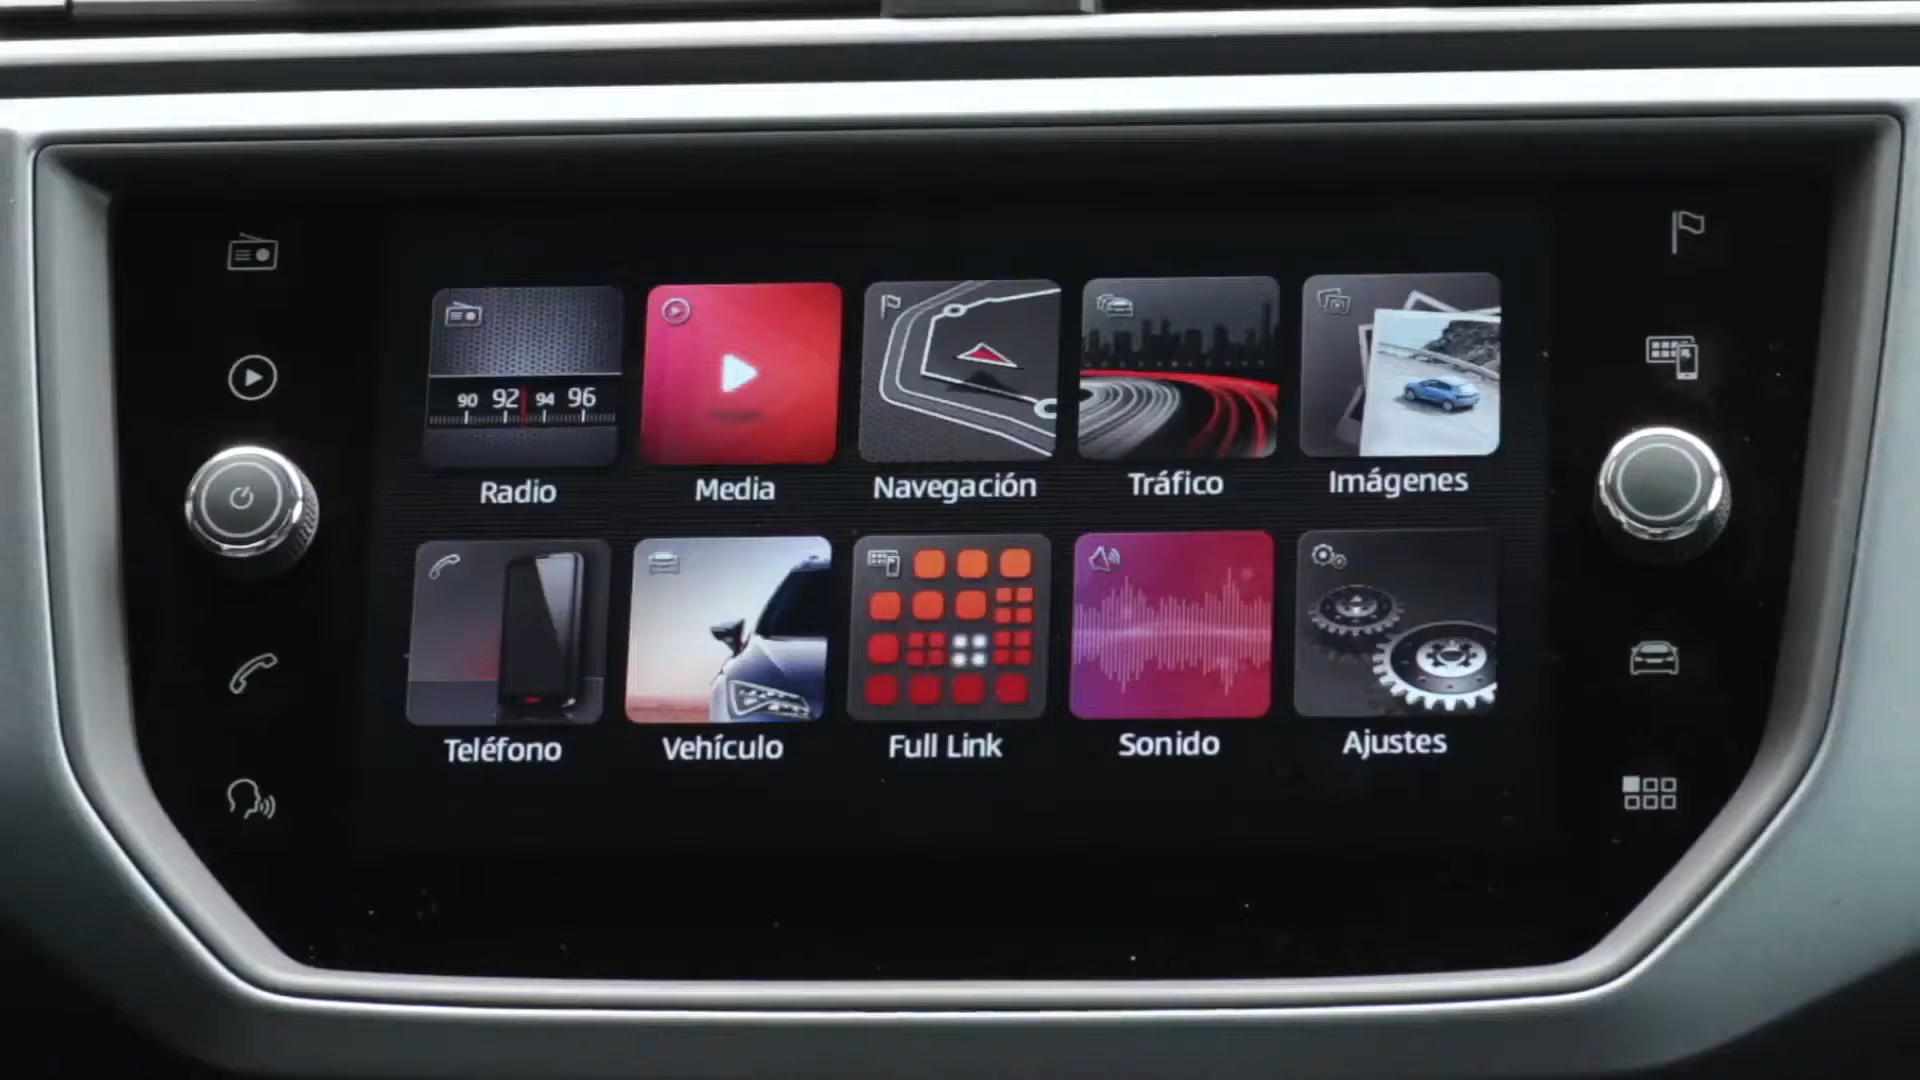 90 92 94 96
Radio
Media
Navegación
Tráfico
Imágenes
Teléfono
Vehículo
Full Link
Sonido
Ajustes